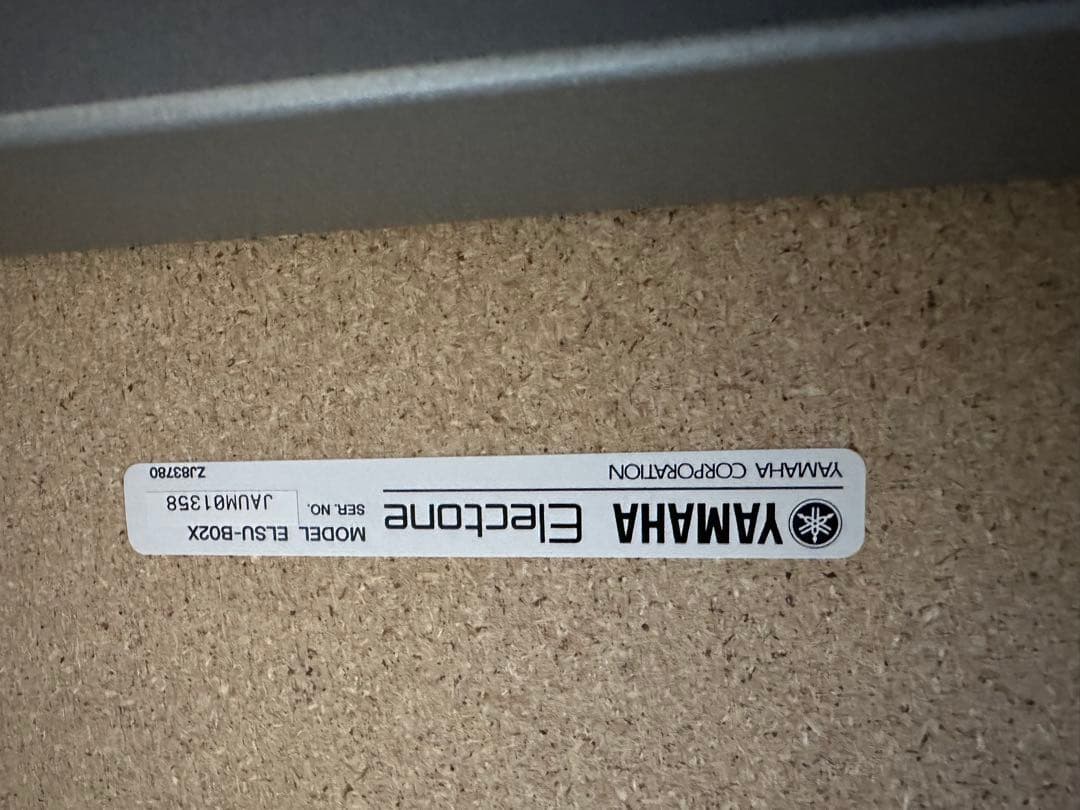 YAMAHA Electone
MODEL ELSU-B02X
SER. NO. JAUM01358
YAMAHA CORPORATION
ZJ83780